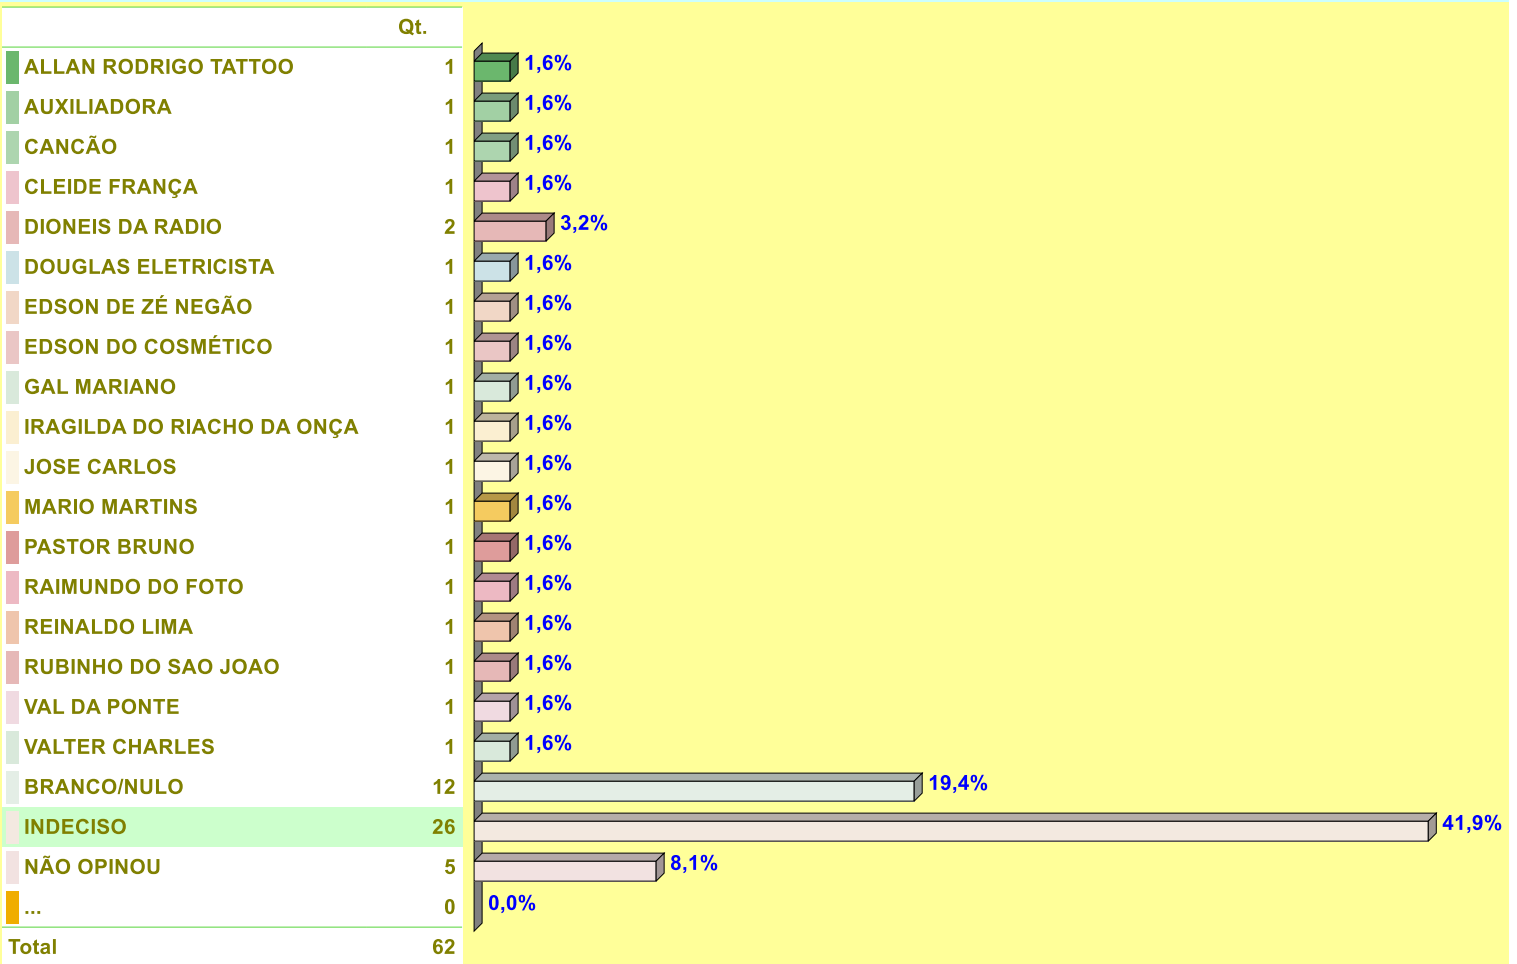 Qt.
ALLAN RODRIGO TATTOO 1 1,6%
AUXILIADORA 1 1,6%
CANCÃO 1 1,6%
CLEIDE FRANÇA 1 1,6%
DIONEIS DA RADIO 2 3,2%
DOUGLAS ELETRICISTA 1 1,6%
EDSON DE ZÉ NEGÃO 1 1,6%
EDSON DO COSMÉTICO 1 1,6%
GAL MARIANO 1 1,6%
IRAGILDA DO RIACHO DA ONÇA 1 1,6%
JOSE CARLOS 1 1,6%
MARIO MARTINS 1 1,6%
PASTOR BRUNO 1 1,6%
RAIMUNDO DO FOTO 1 1,6%
REINALDO LIMA 1 1,6%
RUBINHO DO SAO JOAO 1 1,6%
VAL DA PONTE 1 1,6%
VALTER CHARLES 1 1,6%
BRANCO/NULO 12 19,4%
INDECISO 26 41,9%
NÃO OPINOU 5 8,1%
... 0 0,0%
Total 62